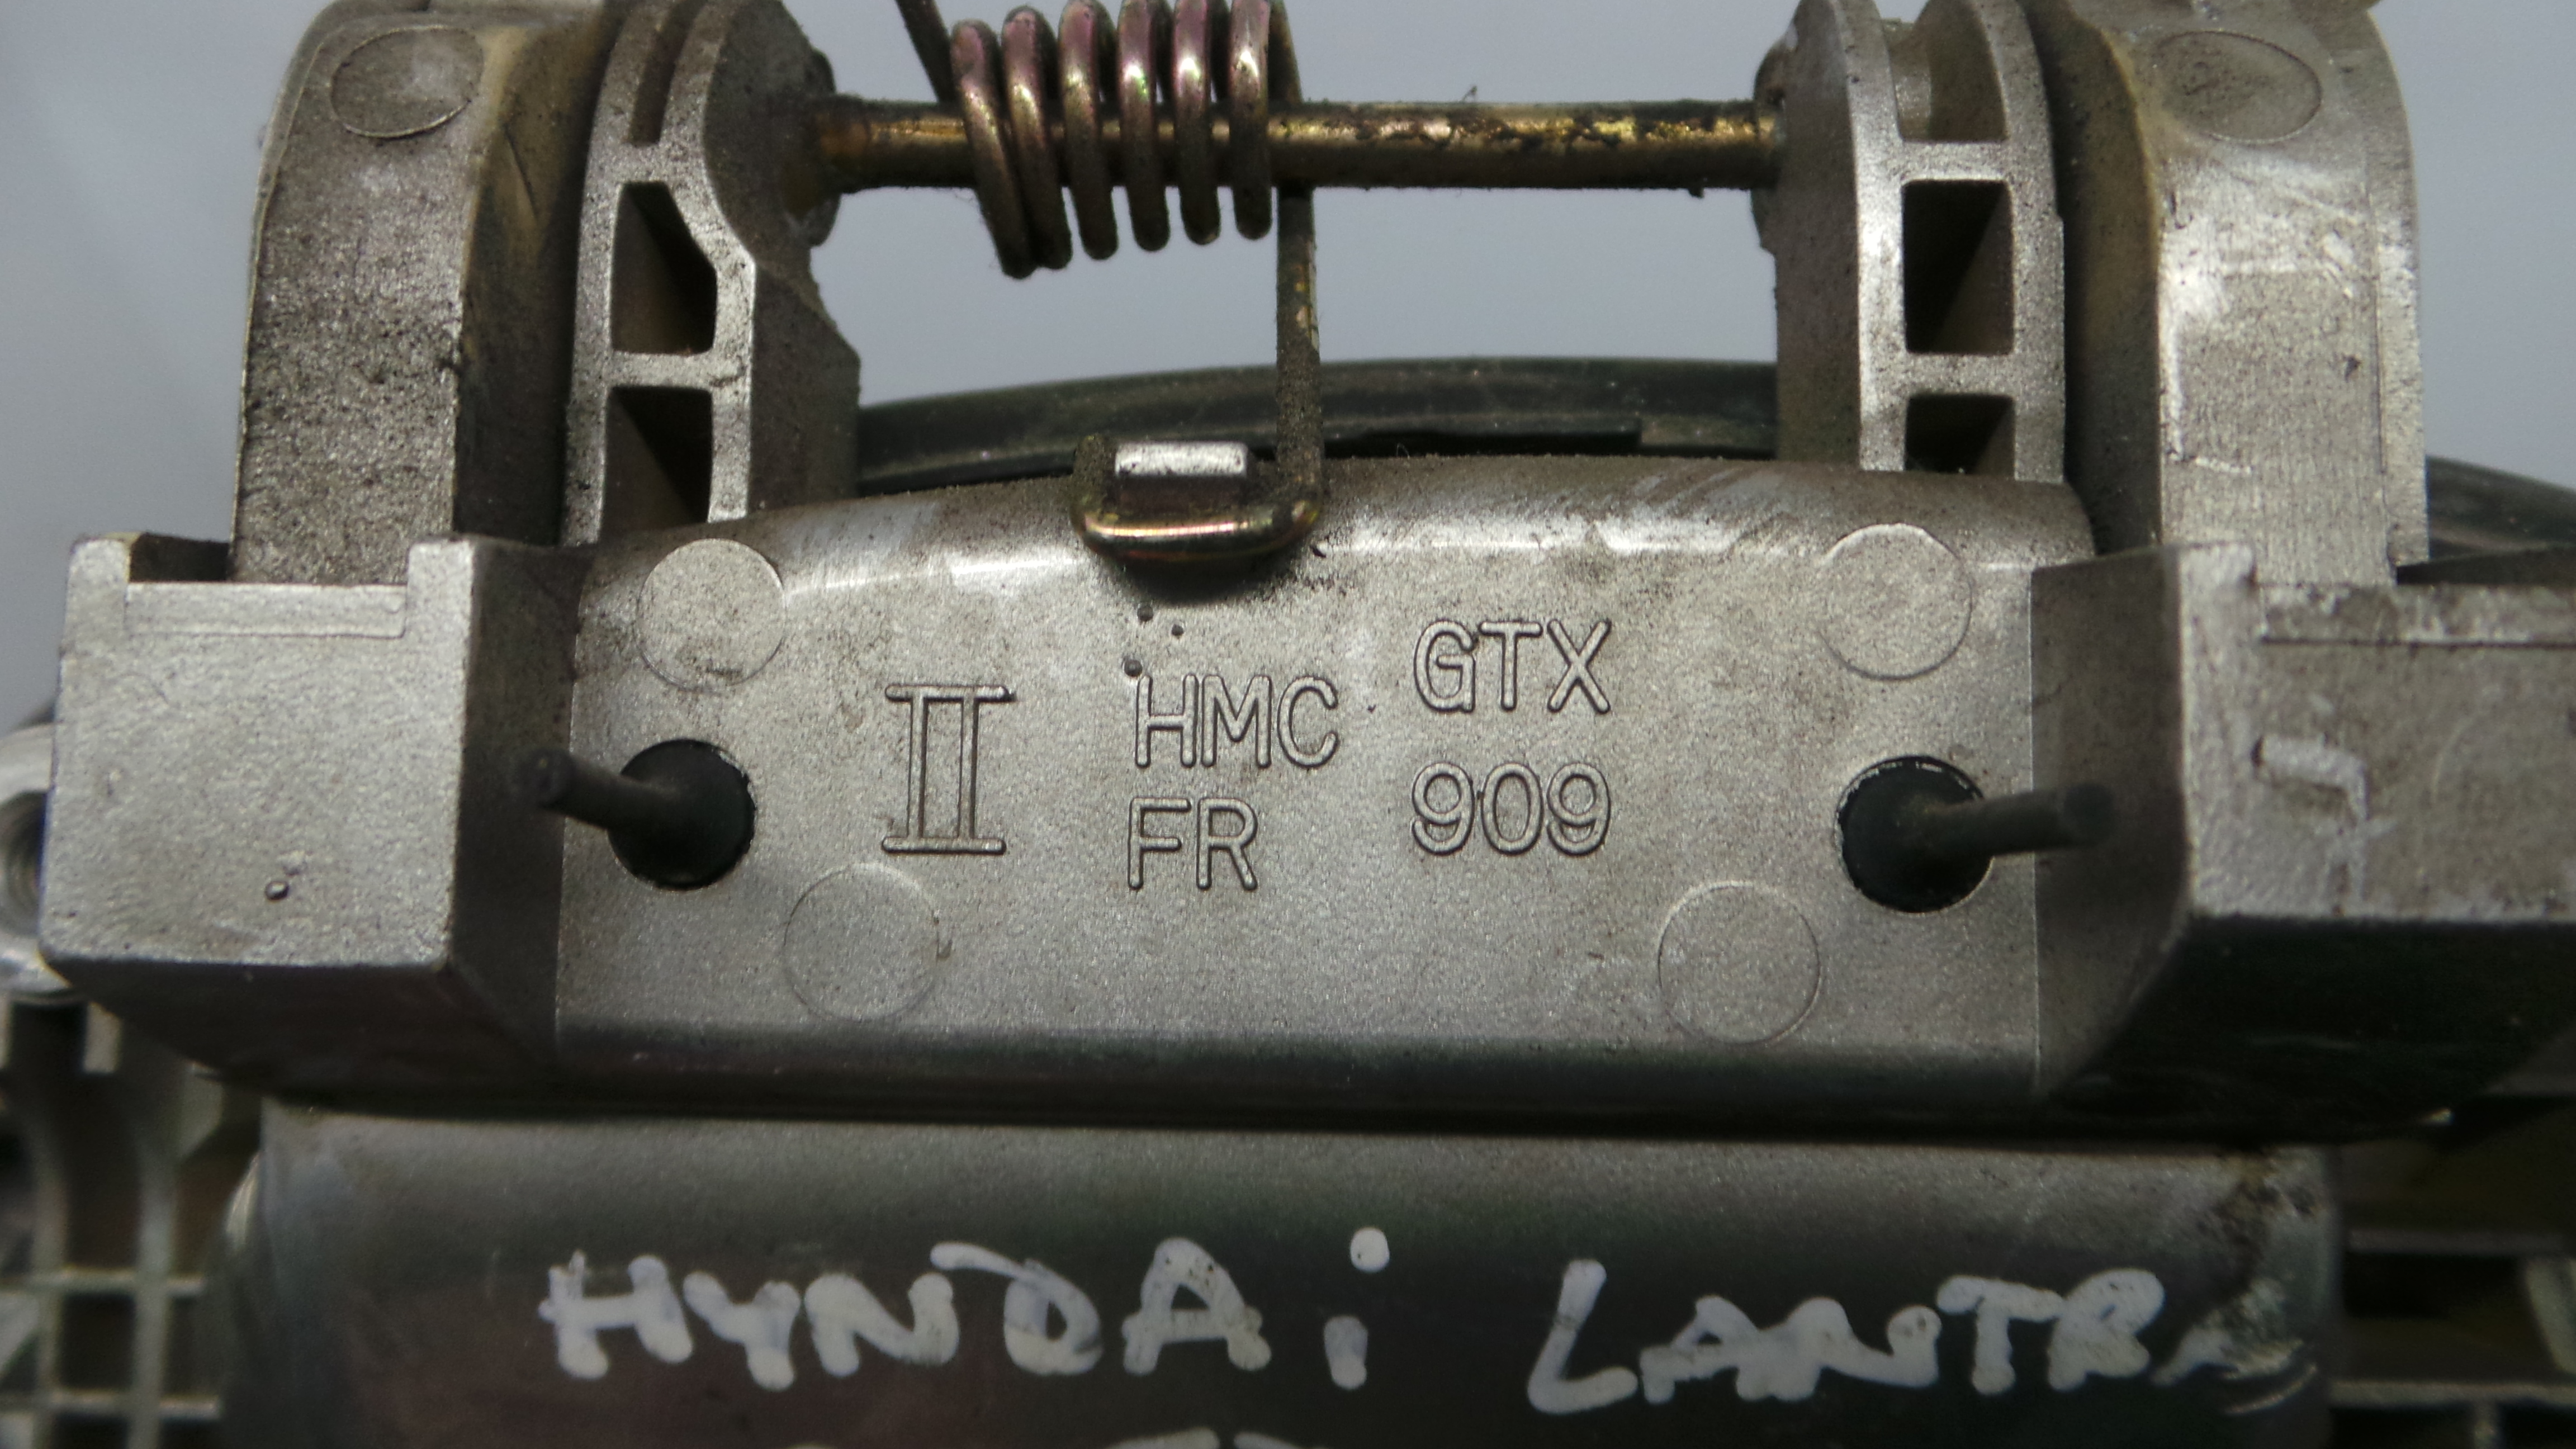 II HMC GTX
FR 909
HYNDAi LANTRA